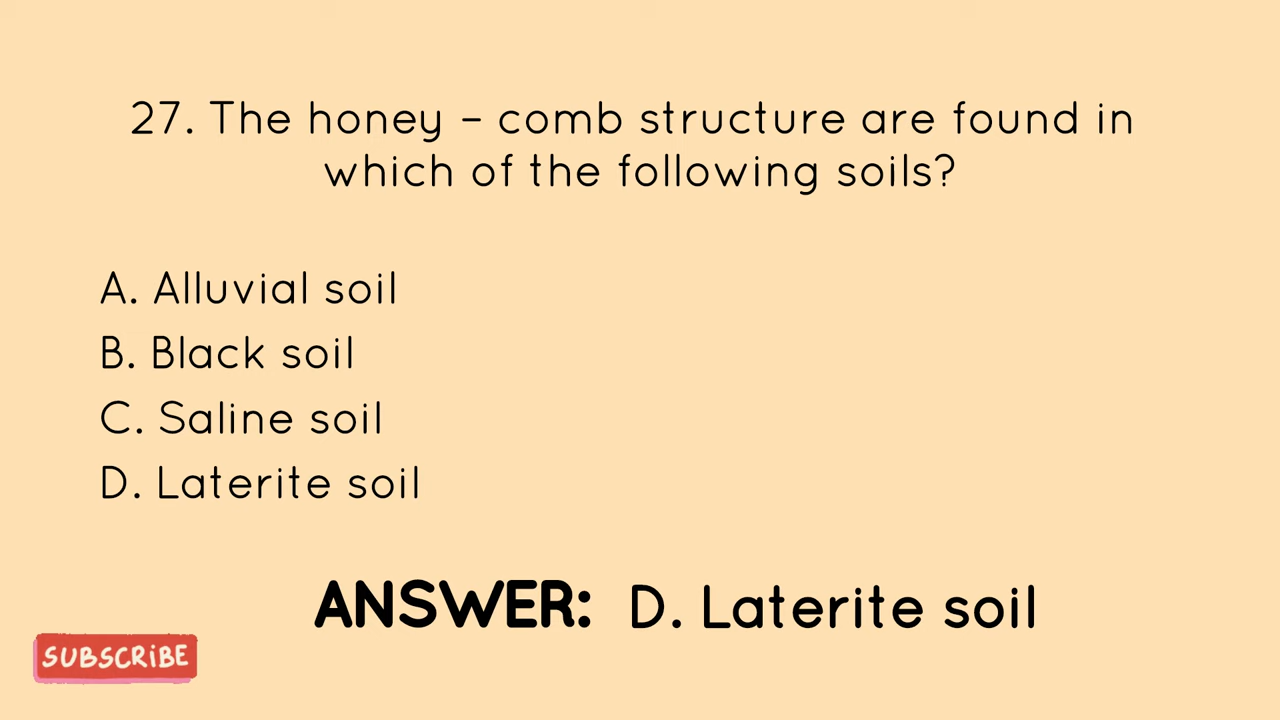 27. The honey – comb structure are found in
which of the following soils?
A. Alluvial soil
B. Black soil
C. Saline soil
D. Laterite soil
ANSWER: D. Laterite soil
SUBSCRiBE